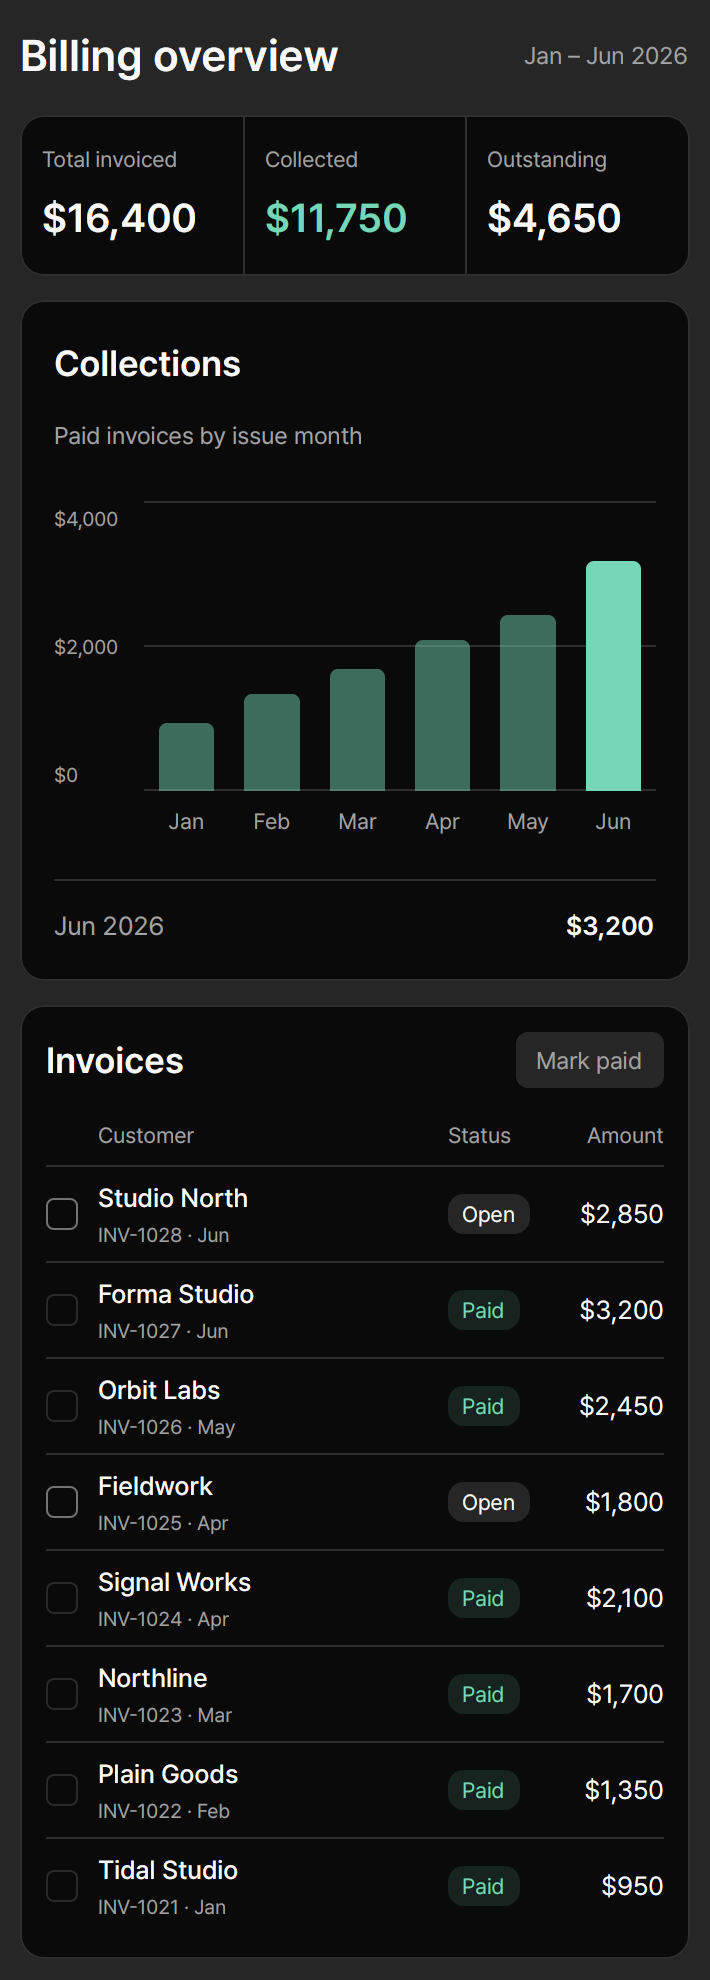 Billing overview
Jan – Jun 2026
Total invoiced
$16,400
Collected
$11,750
Outstanding
$4,650
Collections
Paid invoices by issue month
$4,000
$2,000
$0
Jan Feb Mar Apr May Jun
Jun 2026 $3,200
Invoices
Mark paid
Customer Status Amount
Studio North
INV-1028 · Jun
Open
$2,850
Forma Studio
INV-1027 · Jun
Paid
$3,200
Orbit Labs
INV-1026 · May
Paid
$2,450
Fieldwork
INV-1025 · Apr
Open
$1,800
Signal Works
INV-1024 · Apr
Paid
$2,100
Northline
INV-1023 · Mar
Paid
$1,700
Plain Goods
INV-1022 · Feb
Paid
$1,350
Tidal Studio
INV-1021 · Jan
Paid
$950